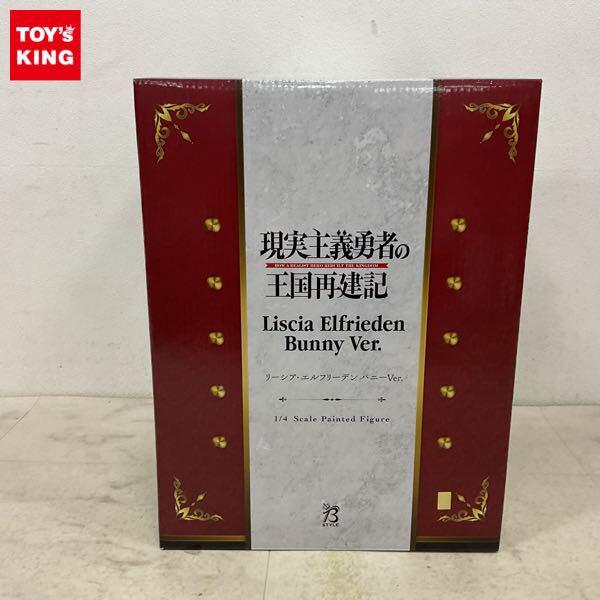 TOY's
KING
現実主義勇者の
HOW A REALIST HERO REBUILT THE KINGDOM
王国再建記
Liscia Elfrieden
Bunny Ver.
リーシア・エルフリーデン バニーVer.
1/4 Scale Painted Figure
B
STYLE